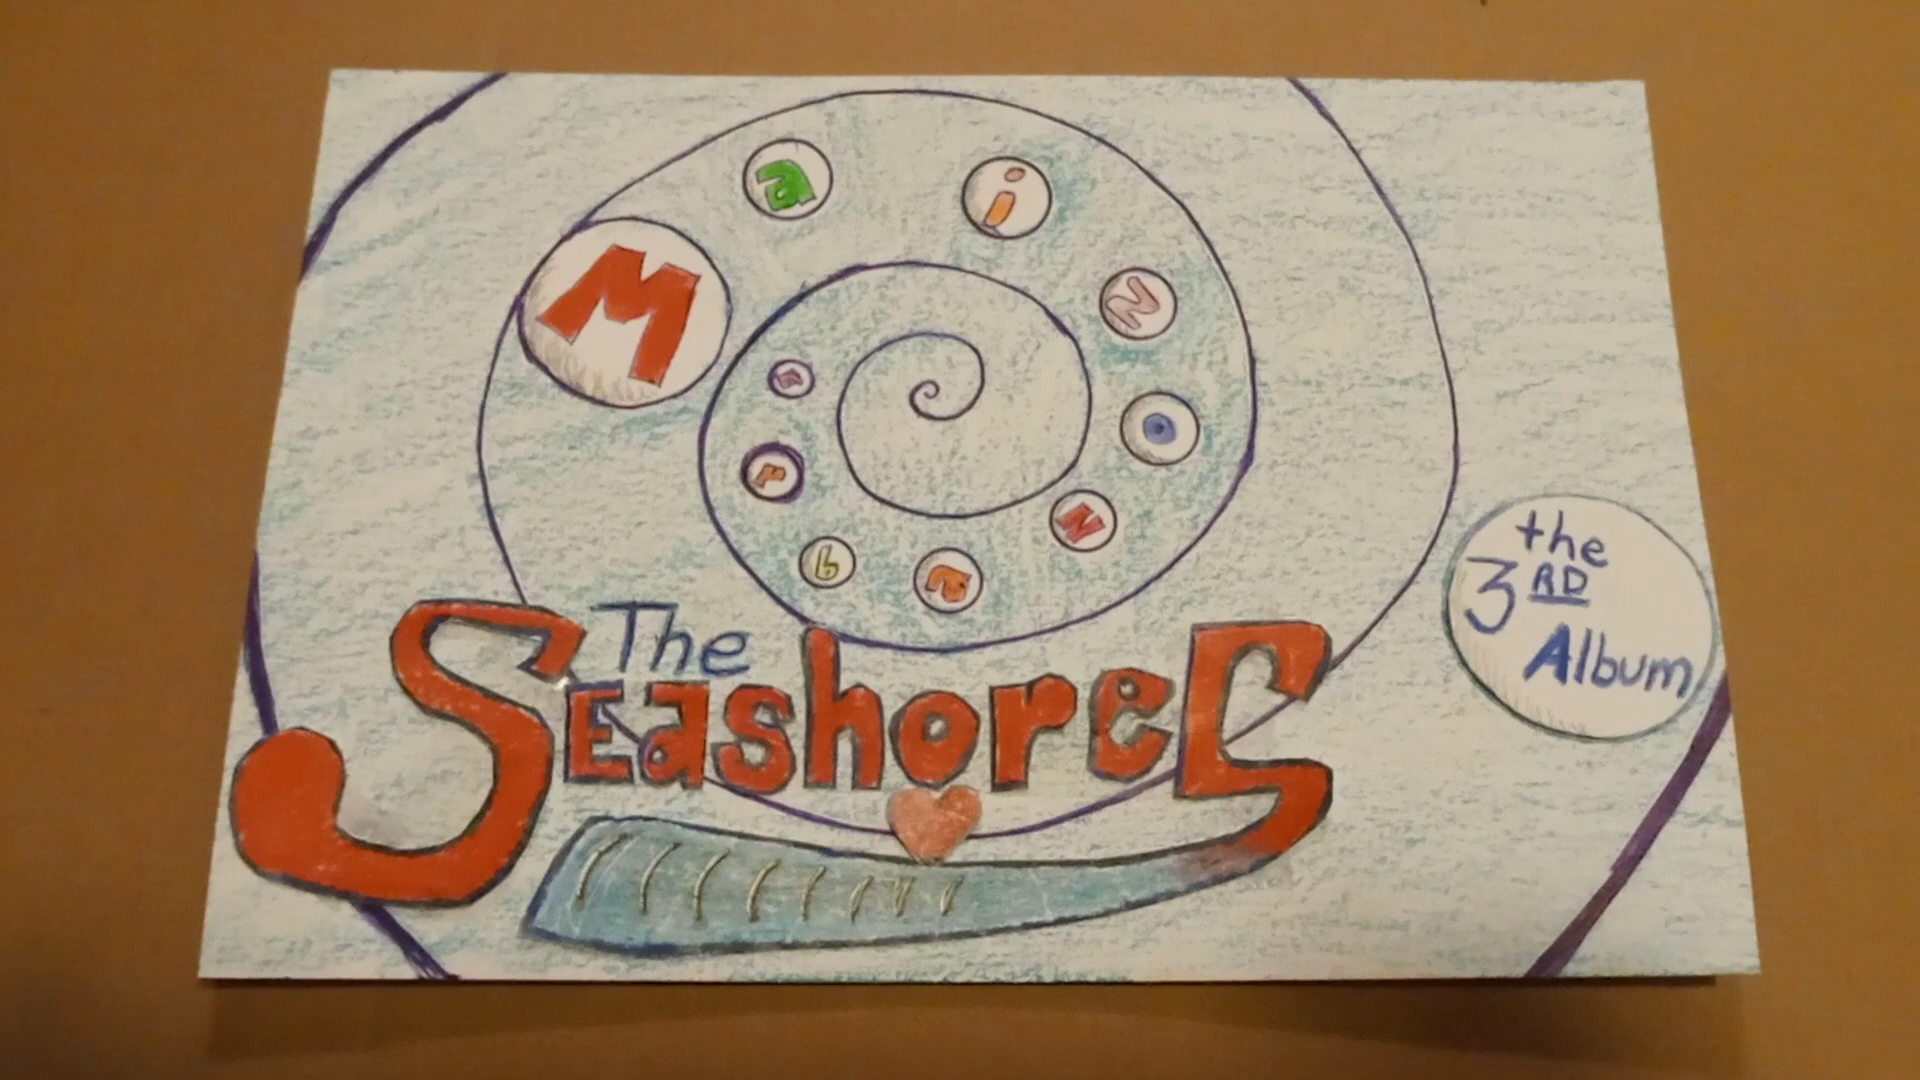 M a i o N b r
The
Seashores
the
3RD
Album